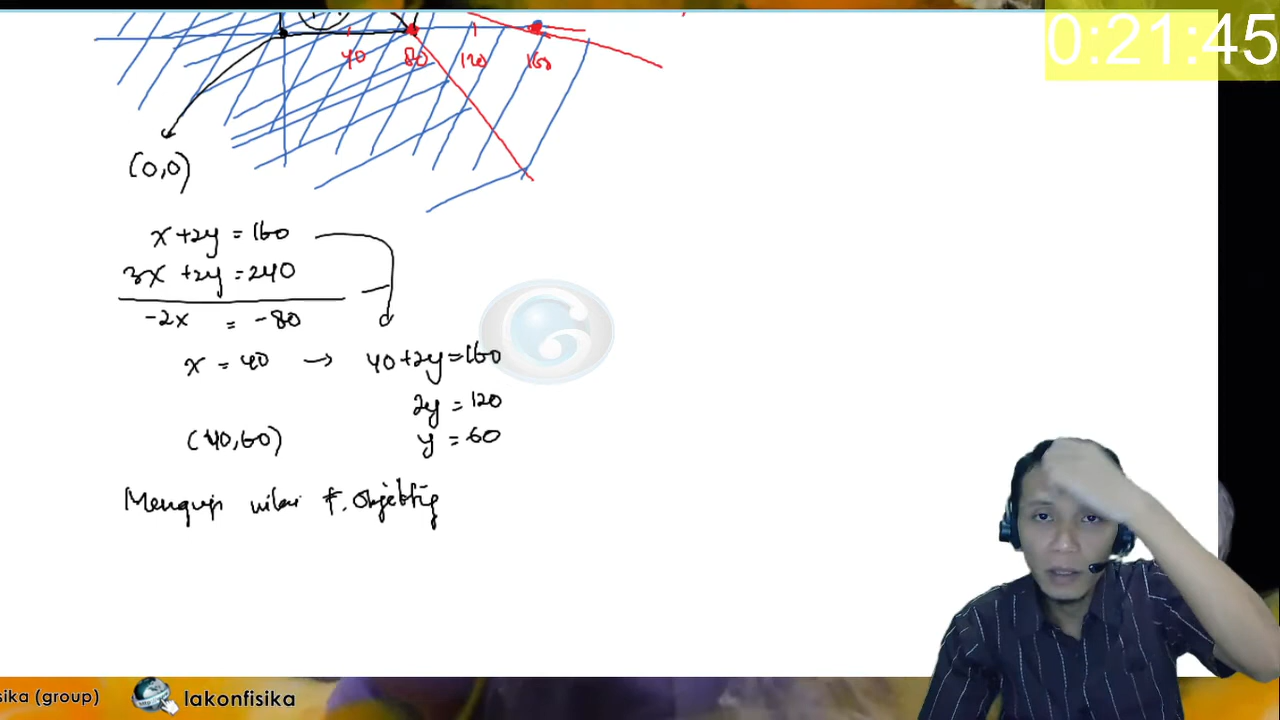 0:21:45
40 80 120 160
(0,0)
x + 2y = 160
3x + 2y = 240
-2x = -80
x = 40 → 40 + 2y = 160
2y = 120
(40,60) y = 60
Menguji nilai F. Objektif
sika (group) lakonfisika